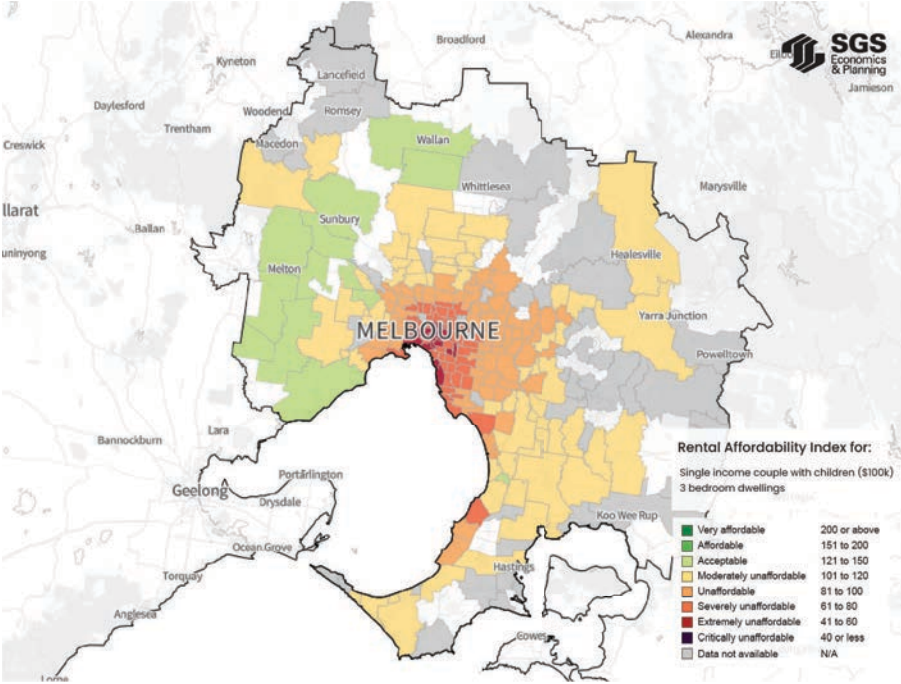 Broadford
Alexandra
SGS
Economics
& Planning
Kyneton
Jamieson
Lancefield
Daylesford
Woodend
Romsey
Trentham
Creswick
Macedon
Wallan
Whittlesea
Marysville
llarat
Sunbury
Ballan
uninyong
Healesville
Melton
Yarra Junction
MELBOURNE
Powelltown
Lara
Bannockburn
Rental Affordability Index for:
Single income couple with children ($100k)
3 bedroom dwellings
Geelong
Portarlington
Drysdale
Koo Wee Rup
Very affordable 200 or above
Affordable 151 to 200
Acceptable 121 to 150
Moderately unaffordable 101 to 120
Unaffordable 81 to 100
Severely unaffordable 61 to 80
Extremely unaffordable 41 to 60
Critically unaffordable 40 or less
Data not available N/A
Ocean Grove
Torquay
Hastings
Anglesea
Cowes
Lorne